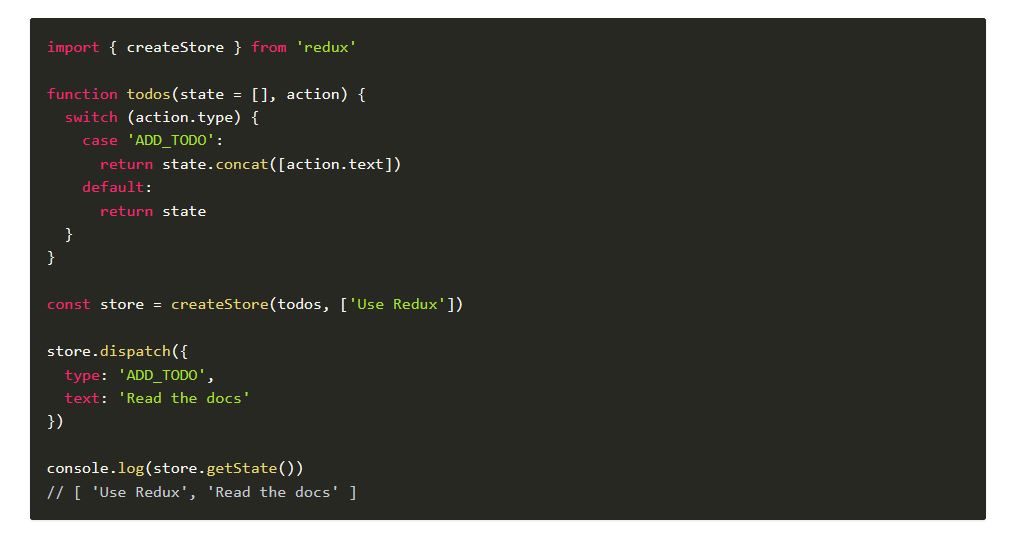 import { createStore } from 'redux'
function todos(state = [], action) {
  switch (action.type) {
    case 'ADD_TODO':
      return state.concat([action.text])
    default:
      return state
  }
}
const store = createStore(todos, ['Use Redux'])
store.dispatch({
  type: 'ADD_TODO',
  text: 'Read the docs'
})
console.log(store.getState())
// [ 'Use Redux', 'Read the docs' ]